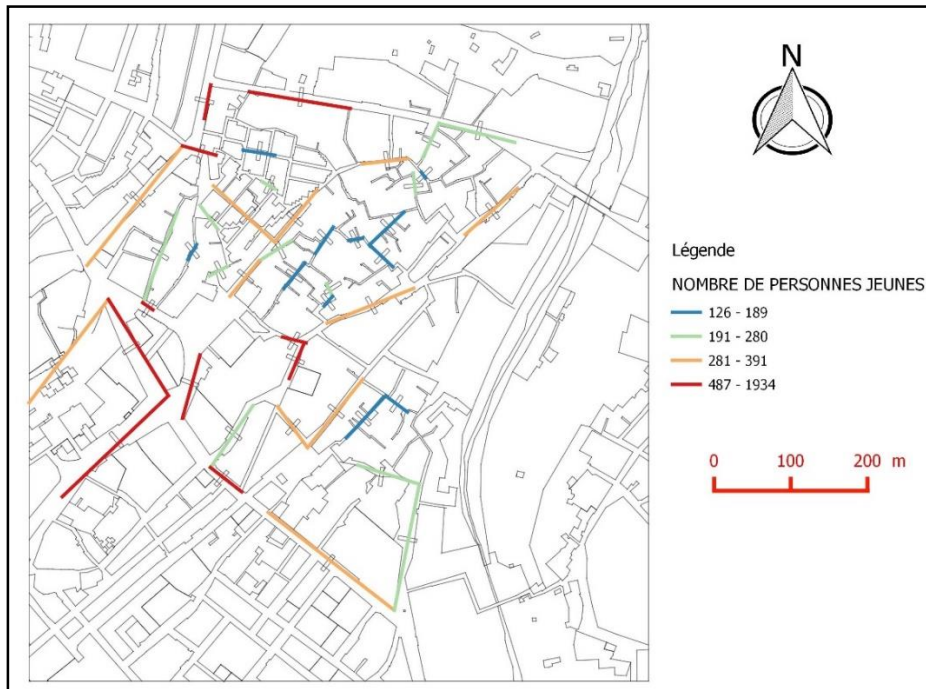 N
Légende
NOMBRE DE PERSONNES JEUNES
126 - 189
191 - 280
281 - 391
487 - 1934
0 100 200 m